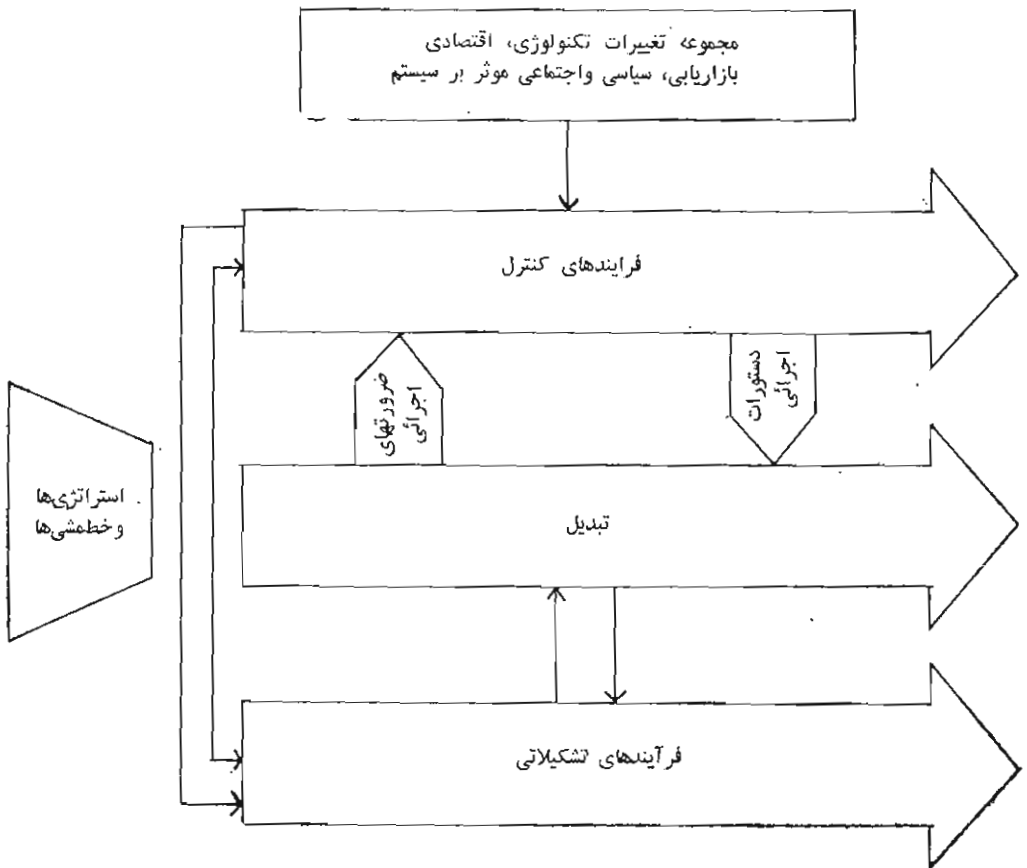 مجموعه تغییرات تکنولوژی، اقتصادی
بازاریابی، سیاسی واجتماعی موثر بر سیستم
فرایندهای کنترل
ضرورتهای
اجرائی
دستورات
اجرائی
استراتژی‌ها
وخط‌مشی‌ها
تبدیل
فرآیندهای تشکیلاتی